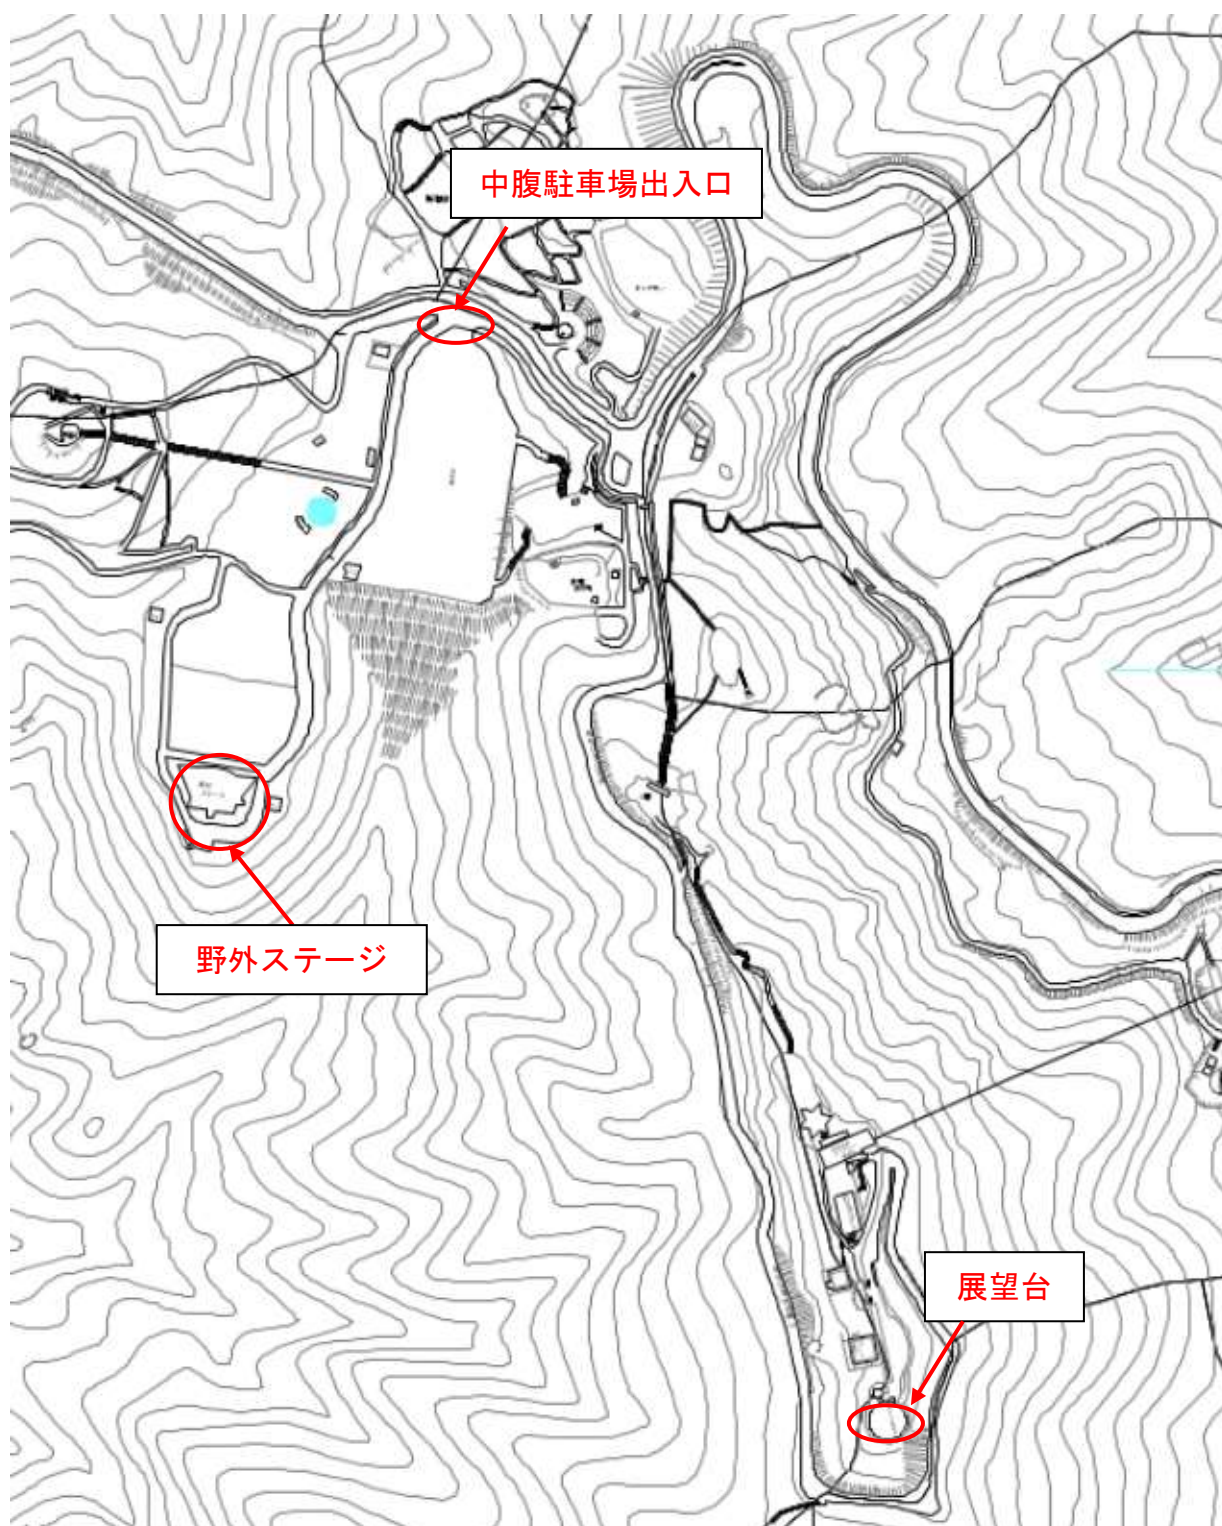 中腹駐車場出入口
野外ステージ
展望台